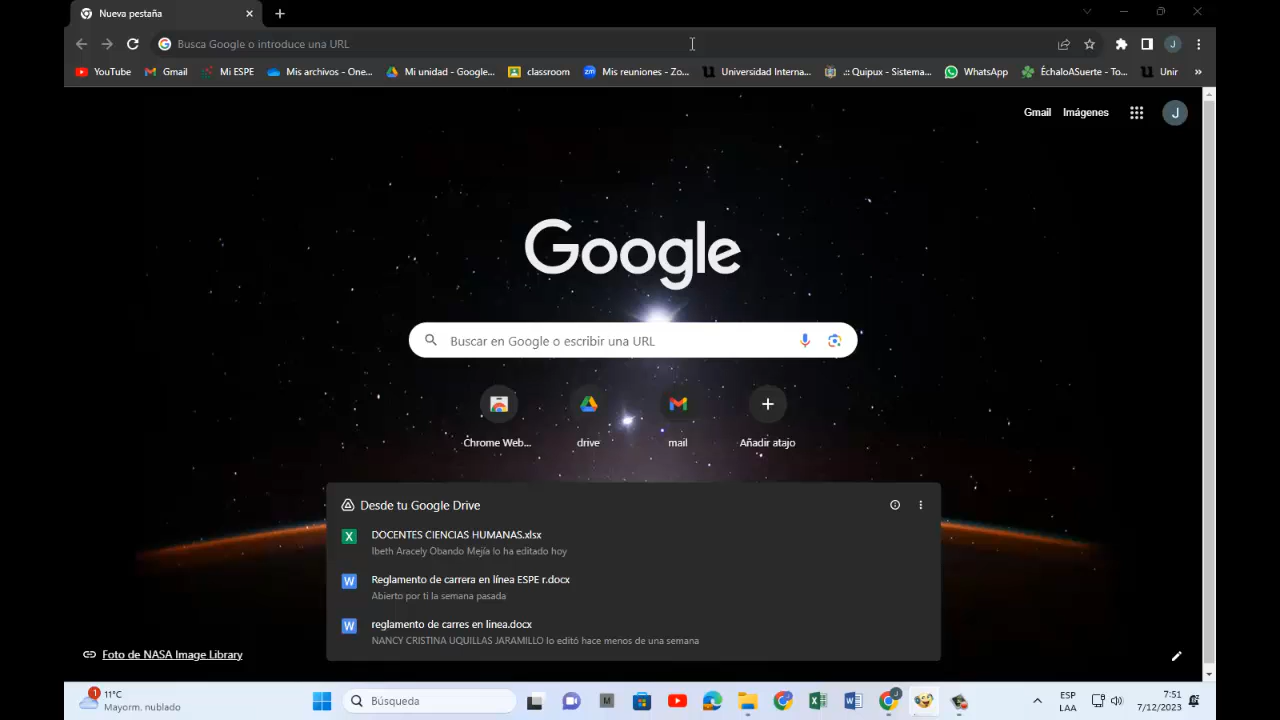 Nueva pestaña
Busca Google o introduce una URL
YouTube
Gmail
Mi ESPE
Mis archivos - One...
Mi unidad - Google...
classroom
Mis reuniones - Zo...
Universidad Interna...
.:: Quipux - Sistema...
WhatsApp
ÉchaloASuerte - To...
Unir
»
Gmail
Imágenes
J
Google
Buscar en Google o escribir una URL
Chrome Web...
drive
mail
Añadir atajo
Desde tu Google Drive
DOCENTES CIENCIAS HUMANAS.xlsx
Ibeth Aracely Obando Mejía lo ha editado hoy
Reglamento de carrera en línea ESPE r.docx
Abierto por ti la semana pasada
reglamento de carres en linea.docx
NANCY CRISTINA UQUILLAS JARAMILLO lo editó hace menos de una semana
Foto de NASA Image Library
1
11°C
Mayorm. nublado
Búsqueda
ESP
LAA
7:51
7/12/2023